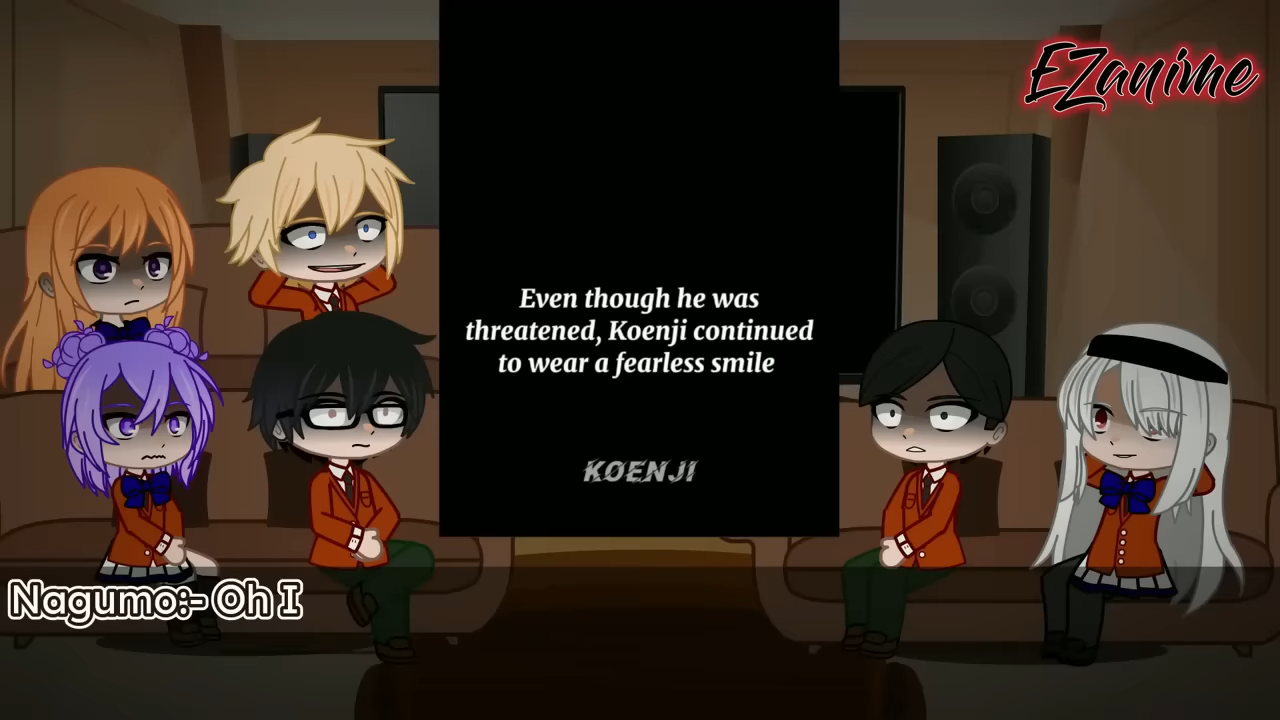 EZanime
Even though he was
threatened, Koenji continued
to wear a fearless smile
KOENJI
Nagumo:- Oh I